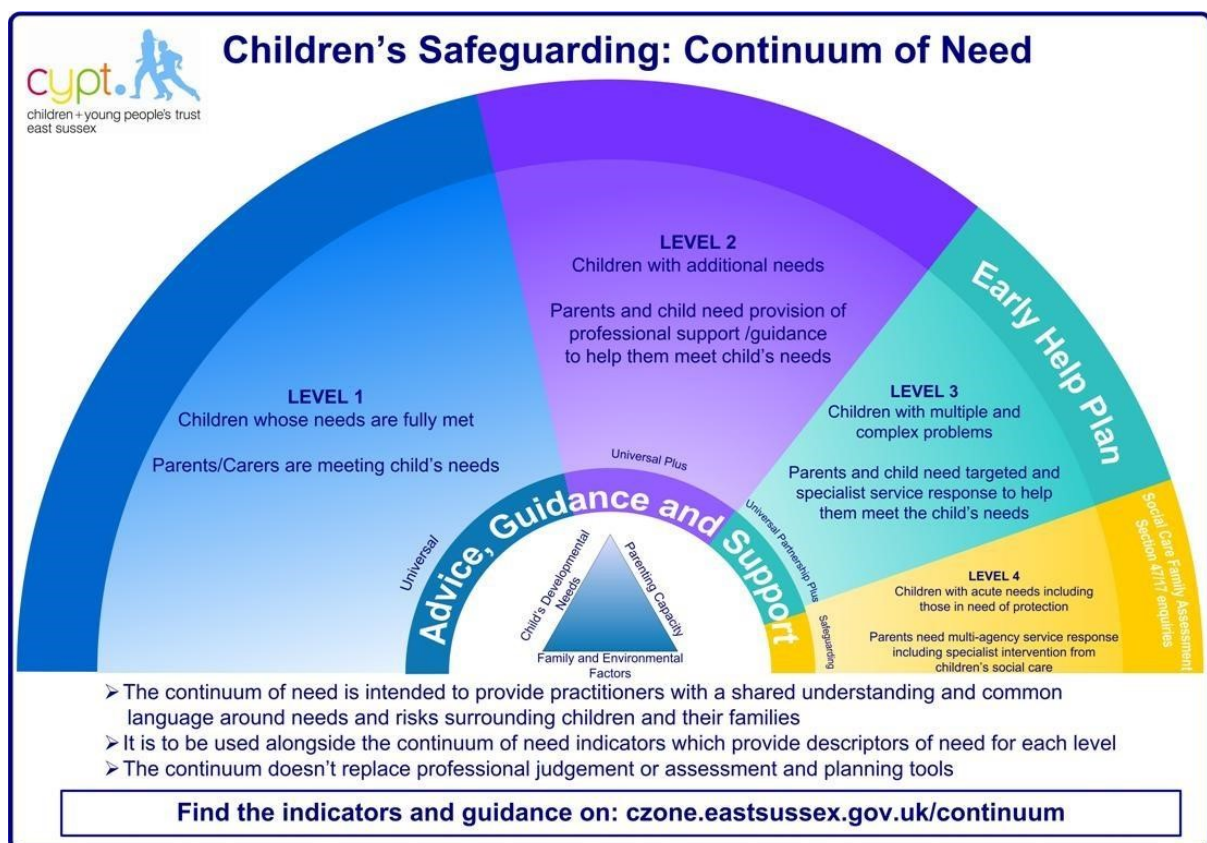 Children’s Safeguarding: Continuum of Need
cypt.
children + young people's trust
east sussex
LEVEL 1
Children whose needs are fully met
Parents/Carers are meeting child’s needs
LEVEL 2
Children with additional needs
Parents and child need provision of
professional support /guidance
to help them meet child’s needs
Early Help Plan
LEVEL 3
Children with multiple and
complex problems
Parents and child need targeted and
specialist service response to help
them meet the child’s needs
Social Care Family Assessment
Section 47/17 enquiries
LEVEL 4
Children with acute needs including
those in need of protection
Parents need multi-agency service response
including specialist intervention from
children’s social care
Universal
Universal Plus
Universal Partnership Plus
Safeguarding
Advice, Guidance and Support
Child’s Developmental
Needs
Parenting Capacity
Family and Environmental
Factors
➢ The continuum of need is intended to provide practitioners with a shared understanding and common
language around needs and risks surrounding children and their families
➢ It is to be used alongside the continuum of need indicators which provide descriptors of need for each level
➢ The continuum doesn’t replace professional judgement or assessment and planning tools
Find the indicators and guidance on: czone.eastsussex.gov.uk/continuum